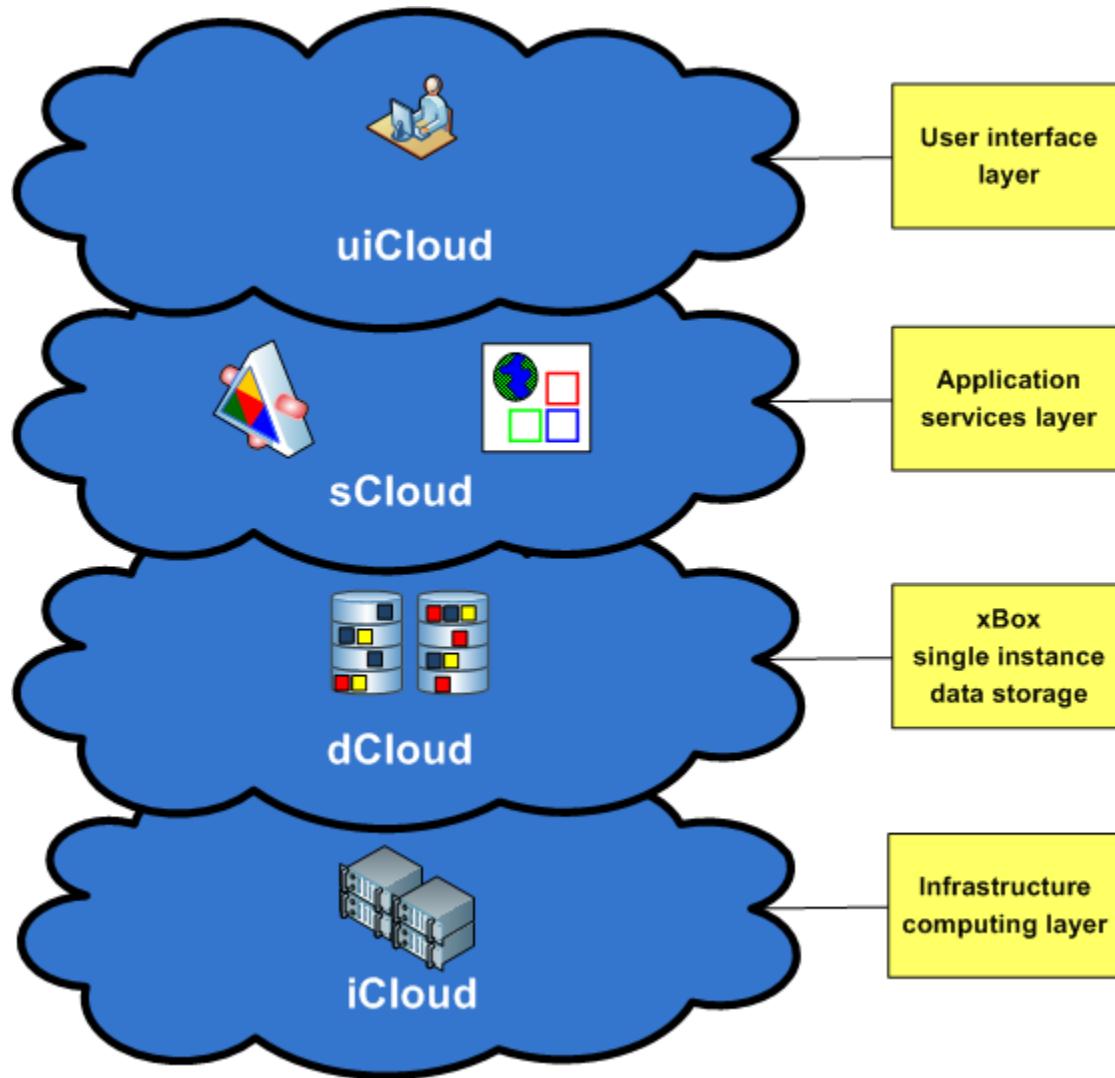 uiCloud
User interface
layer
sCloud
Application
services layer
dCloud
xBox
single instance
data storage
iCloud
Infrastructure
computing layer